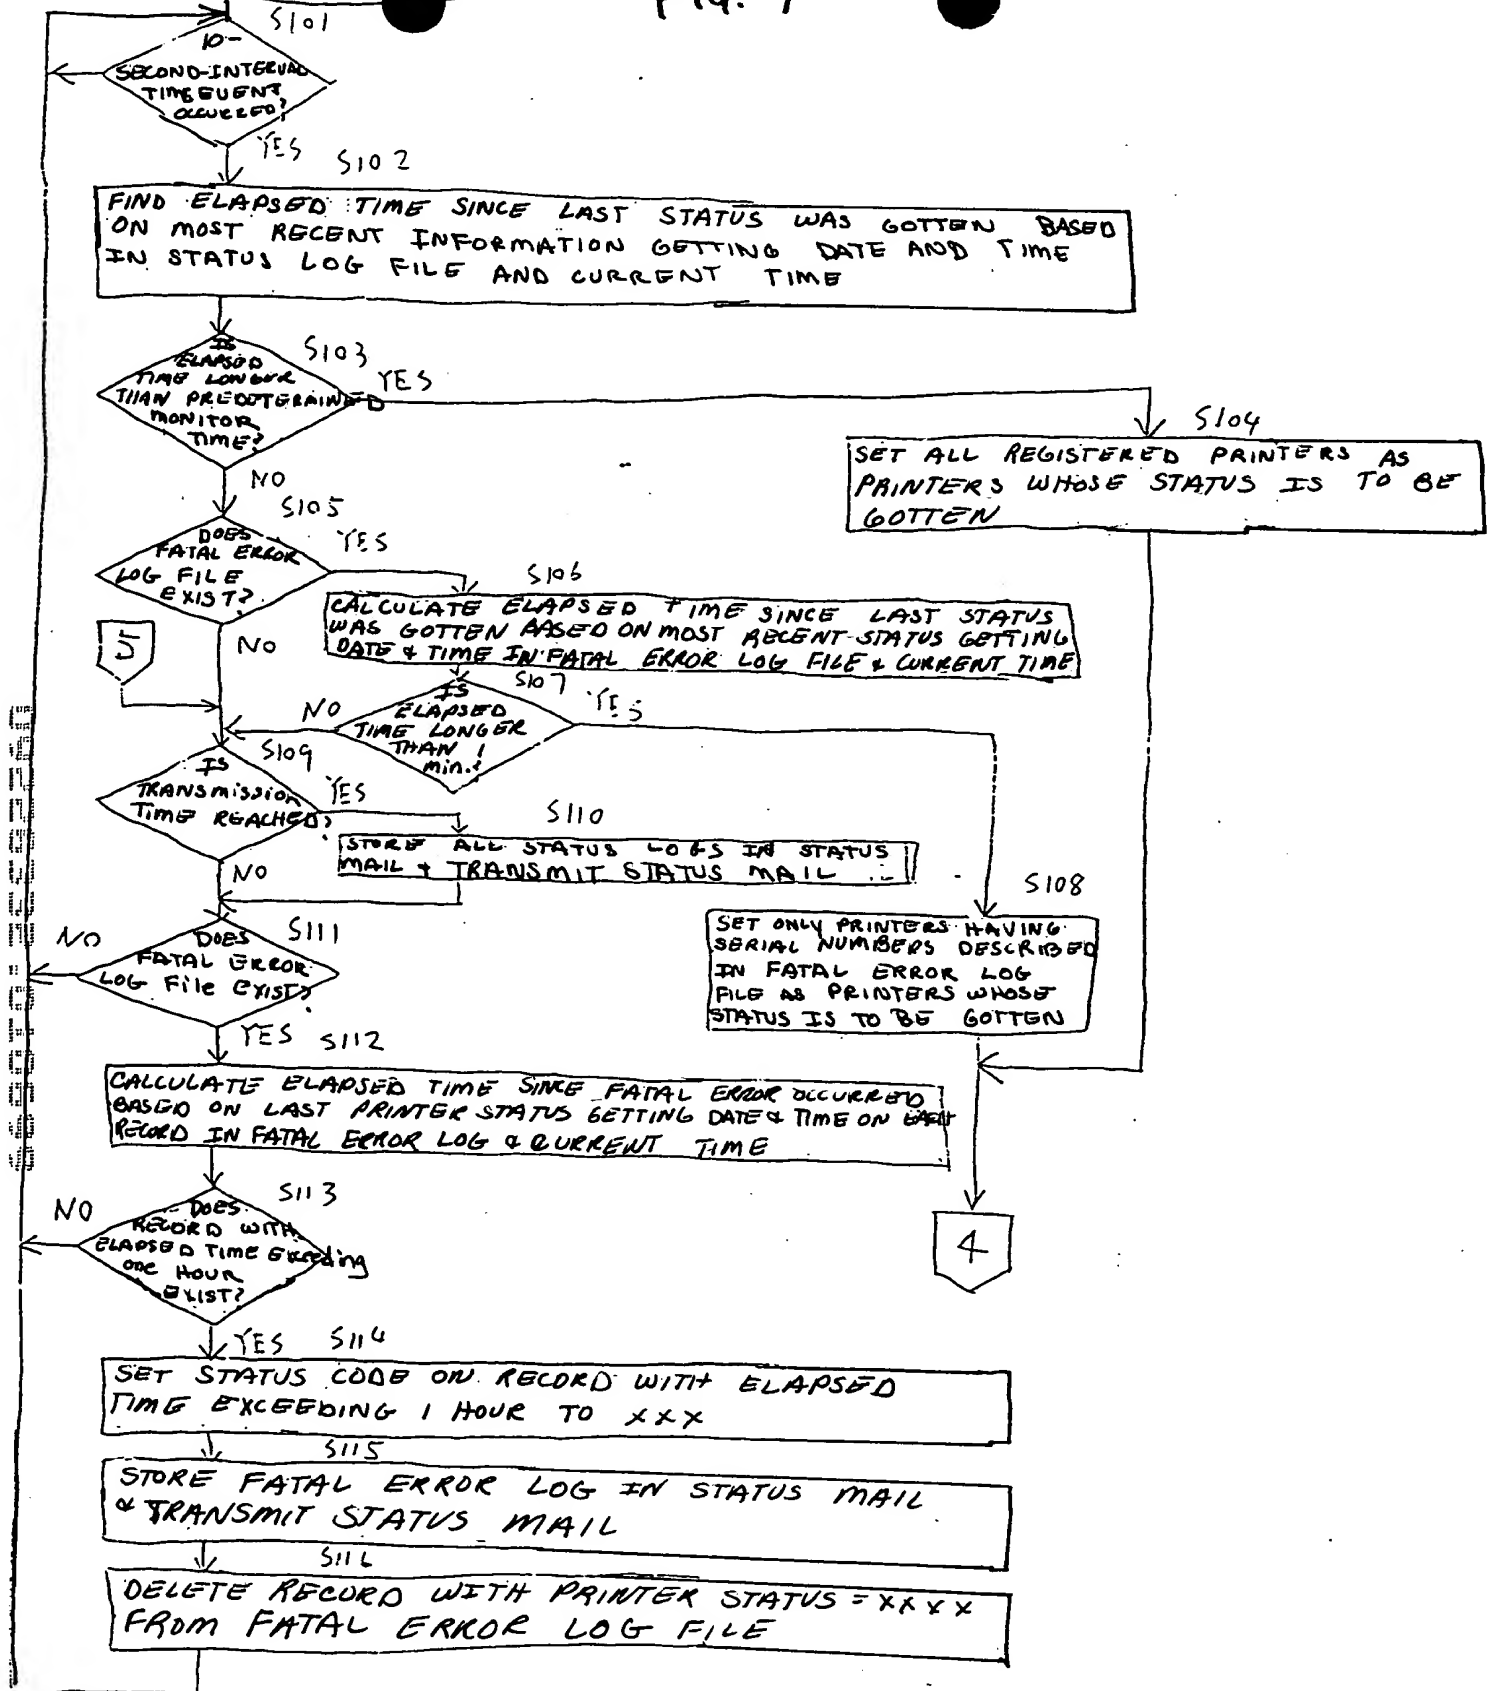 S101
10-
SECOND-INTERVAL
TIME EVENT
OCCURRED?
YES
S102
FIND ELAPSED TIME SINCE LAST STATUS WAS GOTTEN BASED
ON MOST RECENT INFORMATION GETTING DATE AND TIME
IN STATUS LOG FILE AND CURRENT TIME
S103
IS
ELAPSED
TIME LONGER
THAN PREDETERMINED
MONITOR
TIME?
YES
NO
S104
SET ALL REGISTERED PRINTERS AS
PRINTERS WHOSE STATUS IS TO BE
GOTTEN
S105
DOES
FATAL ERROR
LOG FILE
EXIST?
YES
NO
S106
CALCULATE ELAPSED TIME SINCE LAST STATUS
WAS GOTTEN BASED ON MOST RECENT STATUS GETTING
DATE & TIME IN FATAL ERROR LOG FILE & CURRENT TIME
5
S107
IS
ELAPSED
TIME LONGER
THAN 1
min.?
NO
YES
S109
IS
TRANSMISSION
TIME REACHED?
YES
NO
S110
STORE ALL STATUS LOGS IN STATUS
MAIL & TRANSMIT STATUS MAIL
S108
SET ONLY PRINTERS HAVING
SERIAL NUMBERS DESCRIBED
IN FATAL ERROR LOG
FILE AS PRINTERS WHOSE
STATUS IS TO BE GOTTEN
S111
DOES
FATAL ERROR
LOG File EXIST?
NO
YES
S112
CALCULATE ELAPSED TIME SINCE FATAL ERROR OCCURRED
BASED ON LAST PRINTER STATUS GETTING DATE & TIME ON EACH
RECORD IN FATAL ERROR LOG & CURRENT TIME
S113
DOES
RECORD WITH
ELAPSED TIME Exceeding
one HOUR
EXIST?
NO
YES
4
S114
SET STATUS CODE ON RECORD WITH ELAPSED
TIME EXCEEDING 1 HOUR TO XXX
S115
STORE FATAL ERROR LOG IN STATUS MAIL
& TRANSMIT STATUS MAIL
S116
DELETE RECORD WITH PRINTER STATUS = XXXX
FROM FATAL ERROR LOG FILE